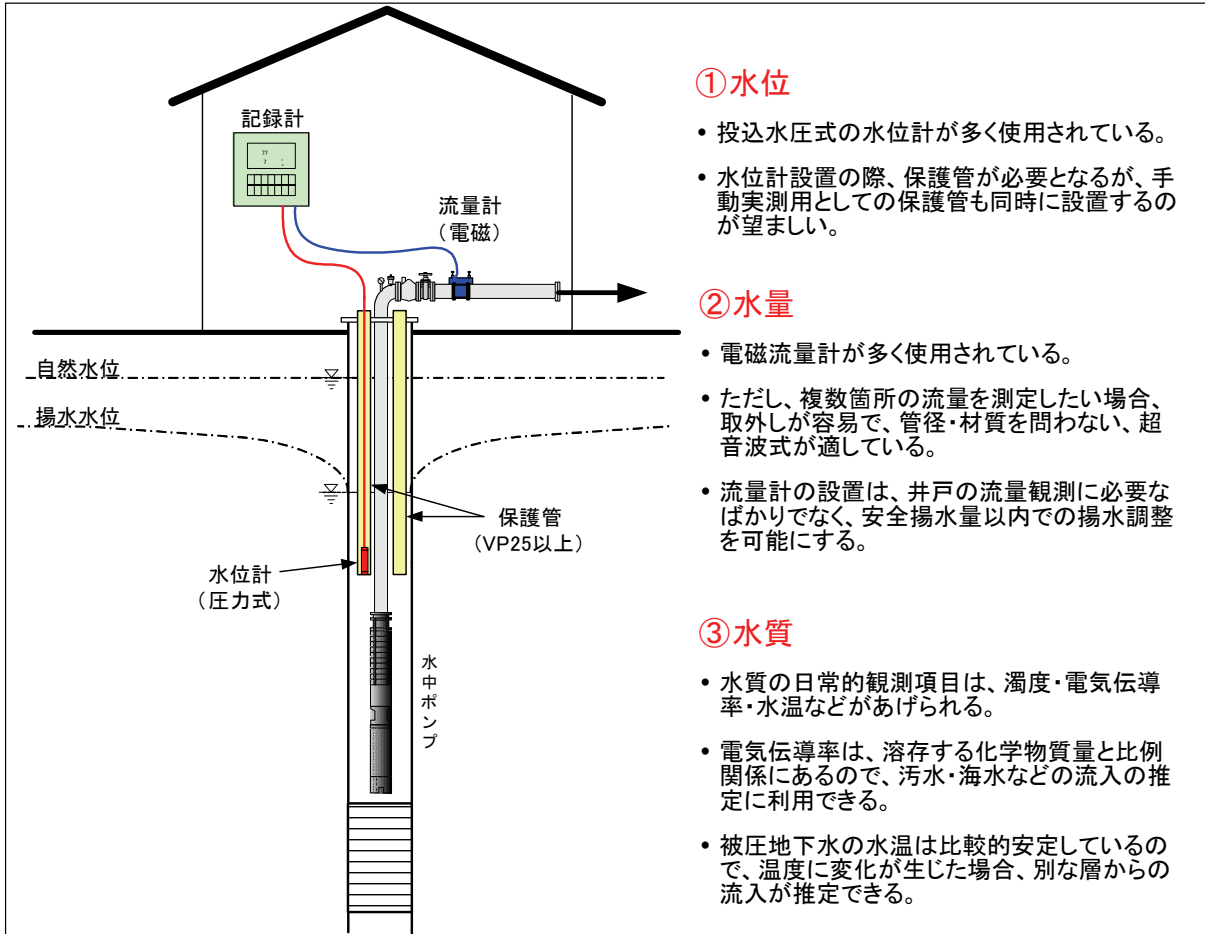 記録計
流量計
（電磁）
自然水位
揚水水位
保護管
（VP25以上）
水位計
（圧力式）
水中ポンプ
①水位
• 投込水圧式の水位計が多く使用されている。
• 水位計設置の際、保護管が必要となるが、手
動実測用としての保護管も同時に設置するの
が望ましい。
②水量
• 電磁流量計が多く使用されている。
• ただし、複数箇所の流量を測定したい場合、
取外しが容易で、管径・材質を問わない、超
音波式が適している。
• 流量計の設置は、井戸の流量観測に必要な
ばかりでなく、安全揚水量以内での揚水調整
を可能にする。
③水質
• 水質の日常的観測項目は、濁度・電気伝導
率・水温などがあげられる。
• 電気伝導率は、溶存する化学物質量と比例
関係にあるので、汚水・海水などの流入の推
定に利用できる。
• 被圧地下水の水温は比較的安定しているの
で、温度に変化が生じた場合、別な層からの
流入が推定できる。